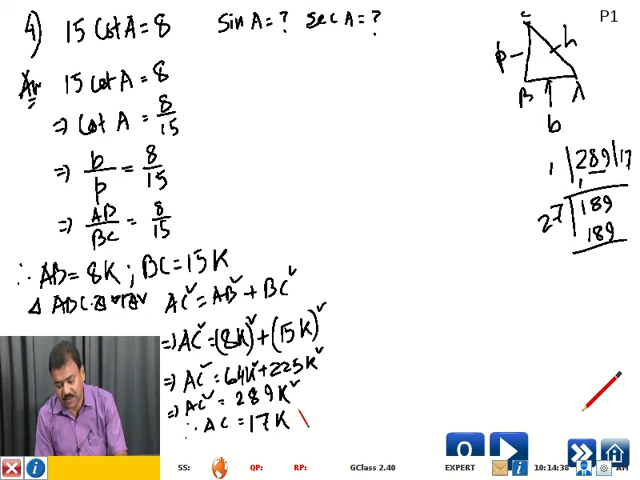 4) 15 Cot A = 8 Sin A = ? Sec A = ?
P1
Ans 15 cot A = 8
=> Cot A = 8/15
=> b/p = 8/15
=> AB/BC = 8/15
∴ AB = 8K ; BC = 15K
Δ ABC
AC² = AB² + BC²
=> AC² = (8K)² + (15K)²
=> AC² = 64K² + 225K²
=> AC² = 289K²
∴ AC = 17K
C
p
h
B
A
b
1 | 289 | 17
1
27 | 189
189
SS:
QP:
RP:
GClass 2.40
EXPERT
10:14:38
AM